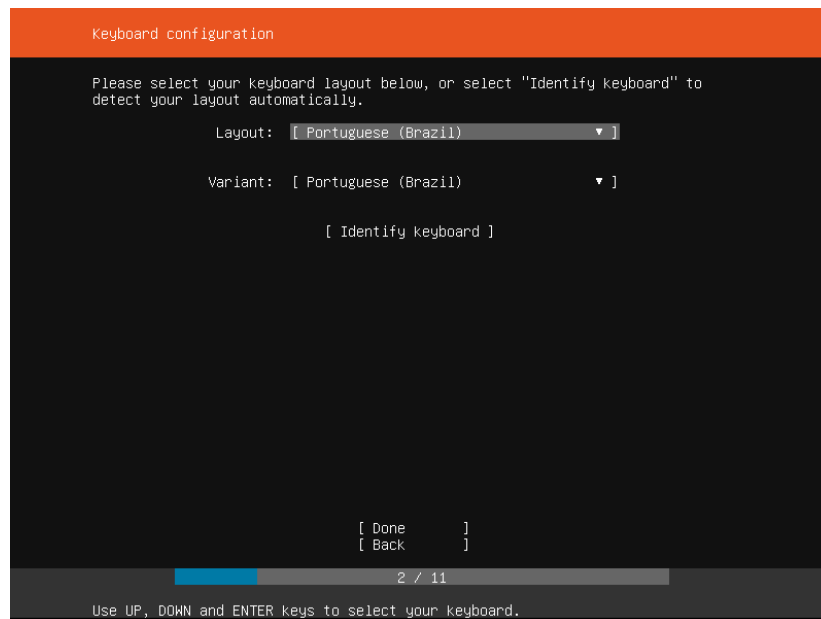 Keyboard configuration
Please select your keyboard layout below, or select "Identify keyboard" to
detect your layout automatically.
Layout: [ Portuguese (Brazil) ▾ ]
Variant: [ Portuguese (Brazil) ▾ ]
[ Identify keyboard ]
[ Done ]
[ Back ]
2 / 11
Use UP, DOWN and ENTER keys to select your keyboard.